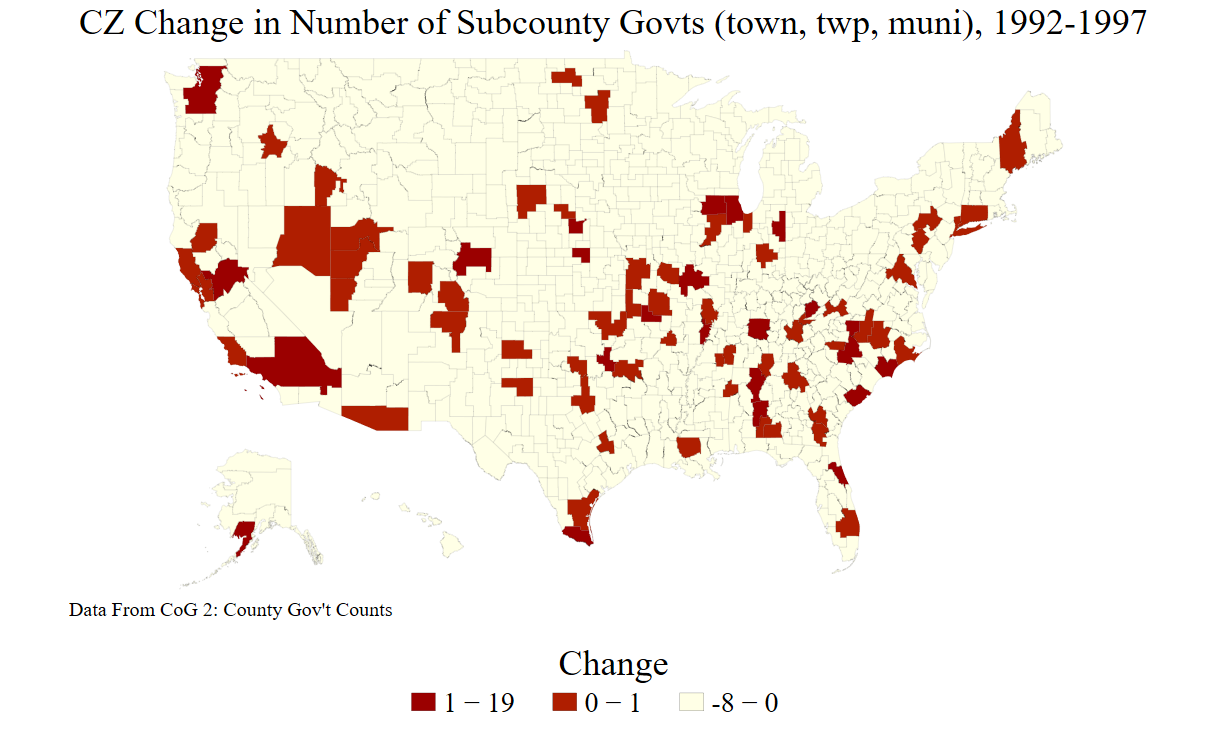 CZ Change in Number of Subcounty Govts (town, twp, muni), 1992-1997
Data From CoG 2: County Gov't Counts
Change
1 − 19 0 − 1 -8 − 0